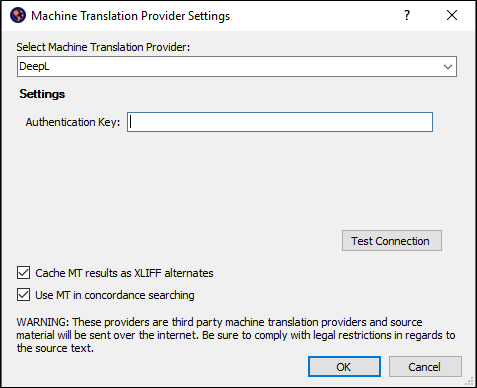 Machine Translation Provider Settings
Select Machine Translation Provider:
DeepL
Settings
Authentication Key:
Test Connection
Cache MT results as XLIFF alternates
Use MT in concordance searching
WARNING: These providers are third party machine translation providers and source
material will be sent over the internet. Be sure to comply with legal restrictions in regards to
the source text.
OK
Cancel